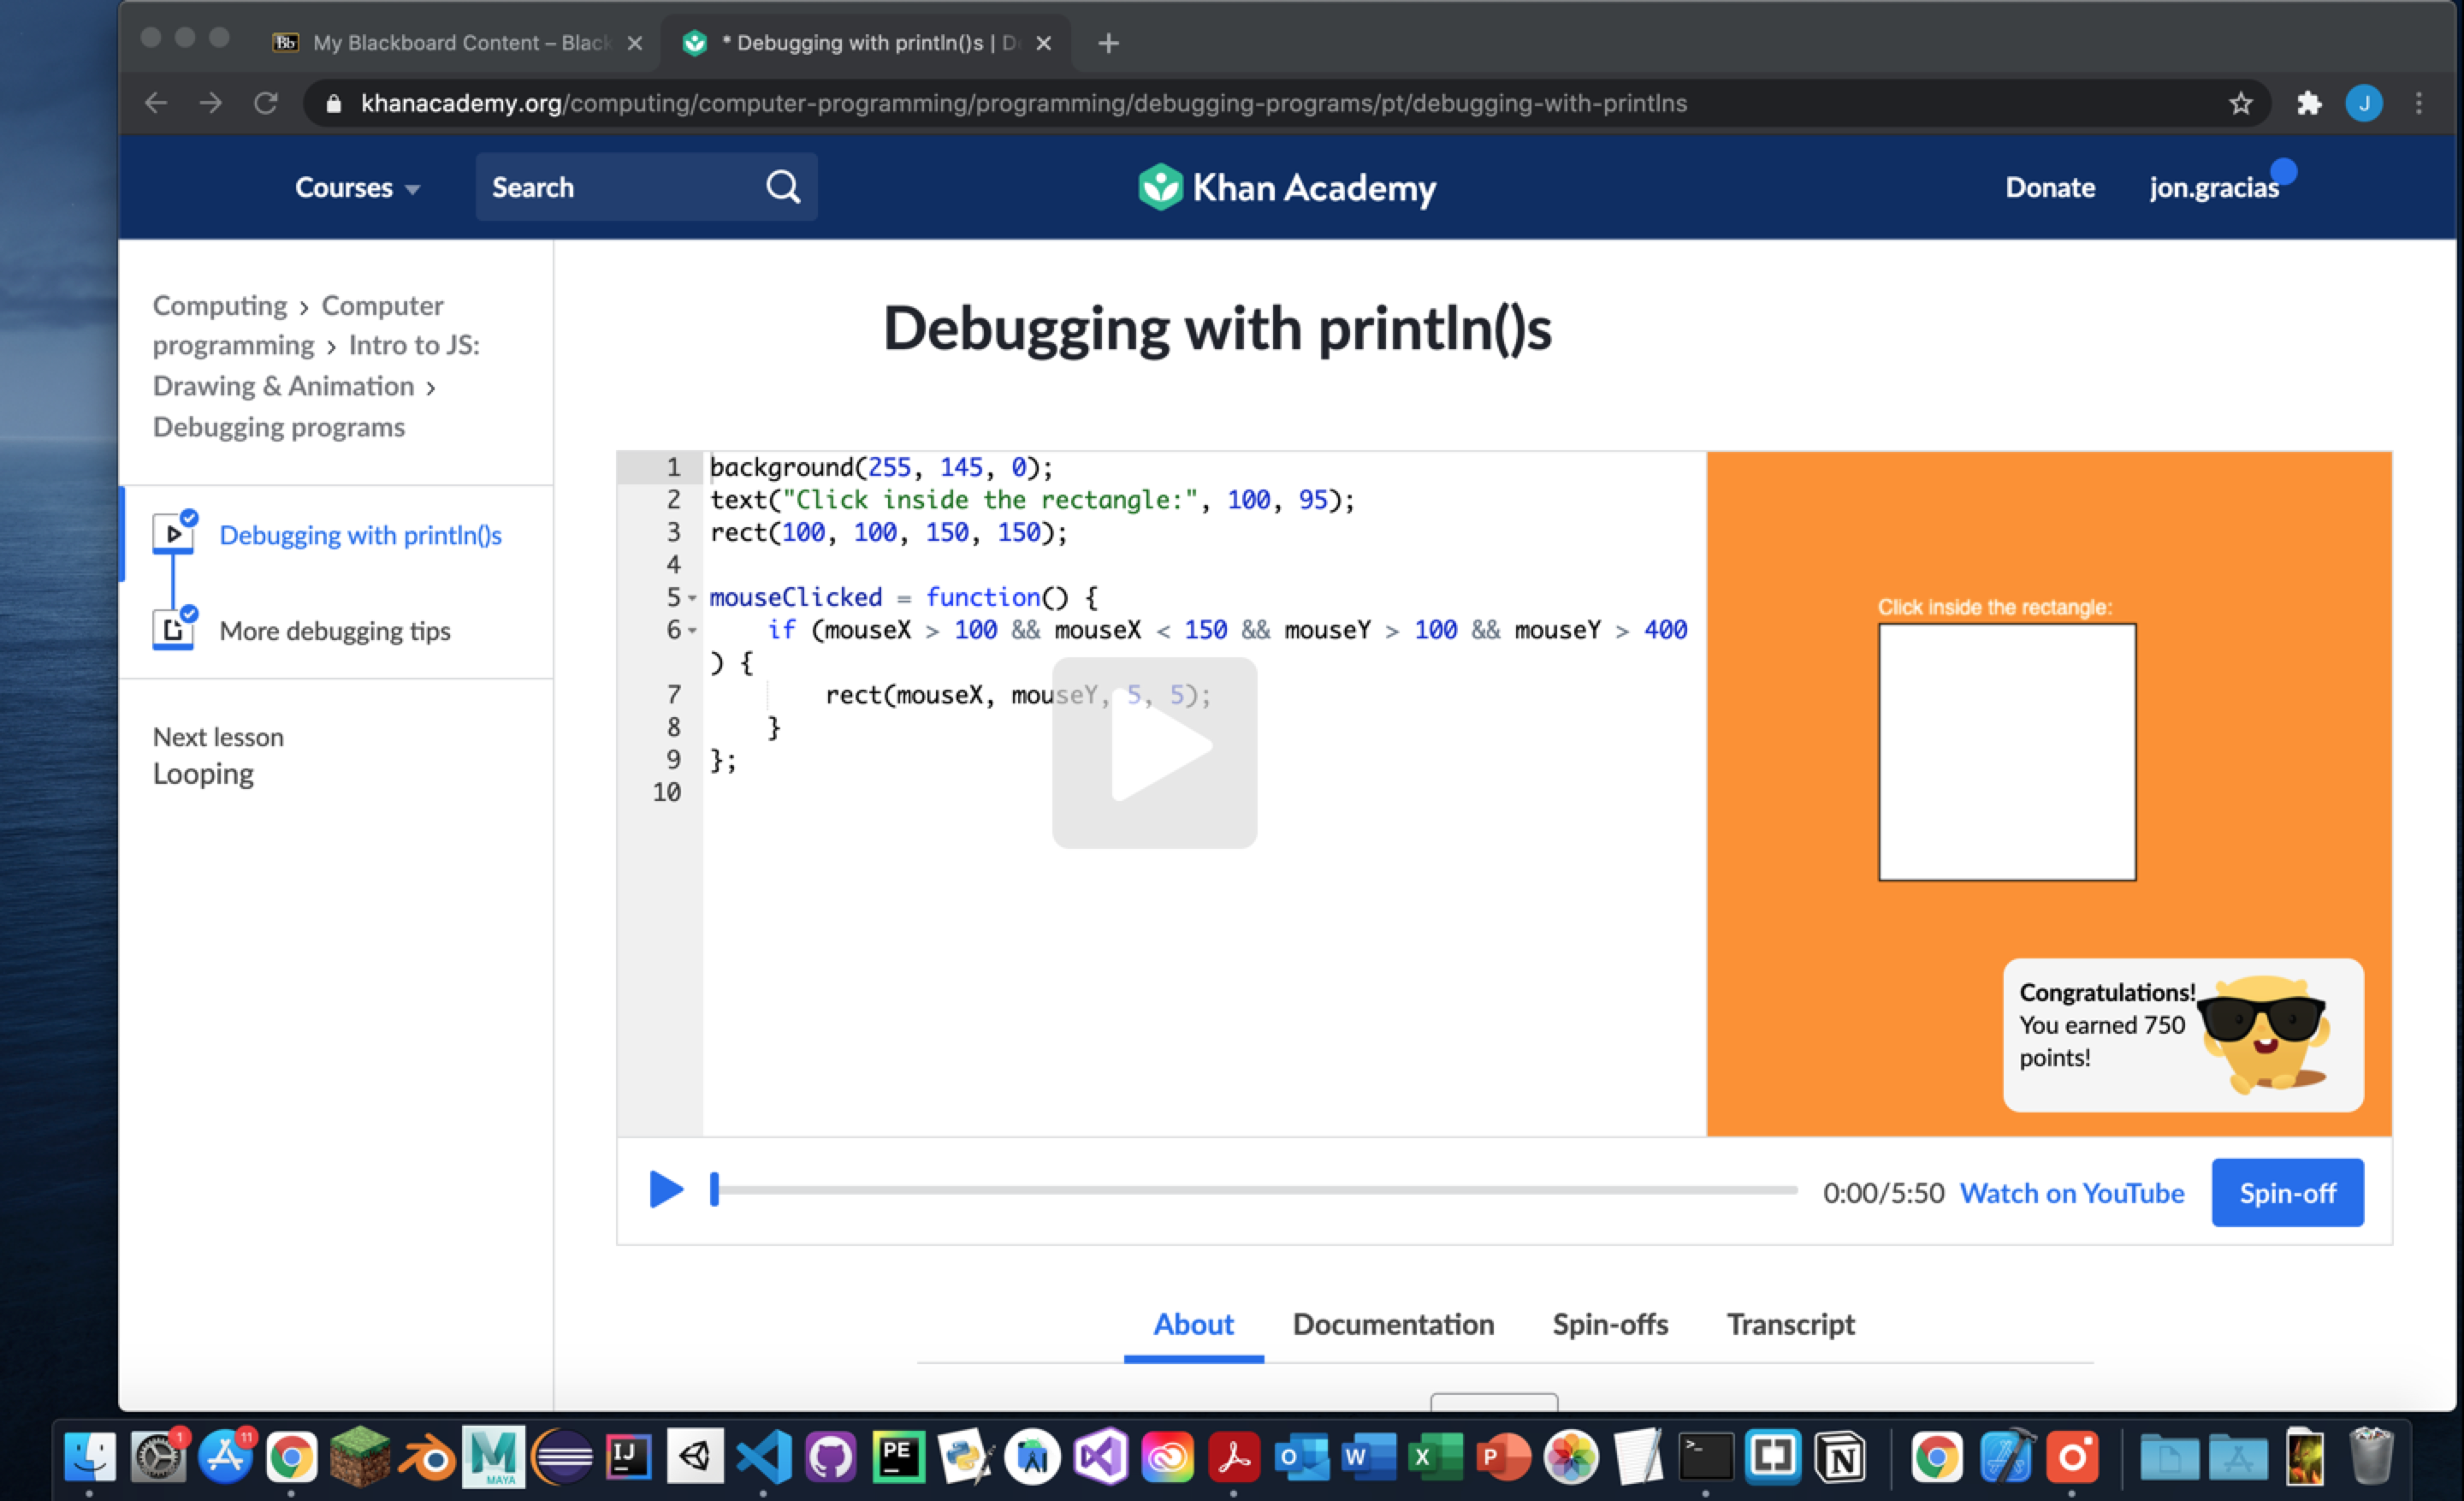 My Blackboard Content – Black
* Debugging with println()s | D
khanacademy.org/computing/computer-programming/programming/debugging-programs/pt/debugging-with-printlns
J
Courses
Search
Khan Academy
Donate
jon.gracias
Computing › Computer
programming › Intro to JS:
Drawing & Animation ›
Debugging programs
Debugging with println()s
More debugging tips
Next lesson
Looping
Debugging with println()s
1 background(255, 145, 0);
2 text("Click inside the rectangle:", 100, 95);
3 rect(100, 100, 150, 150);
4
5 mouseClicked = function() {
6 if (mouseX > 100 && mouseX < 150 && mouseY > 100 && mouseY > 400
) {
7 rect(mouseX, mouseY, 5, 5);
8 }
9 };
10
Click inside the rectangle:
Congratulations!
You earned 750
points!
0:00/5:50
Watch on YouTube
Spin-off
About
Documentation
Spin-offs
Transcript
1
11
M
MAYA
IJ
PE
O
W
X
P
>_
N